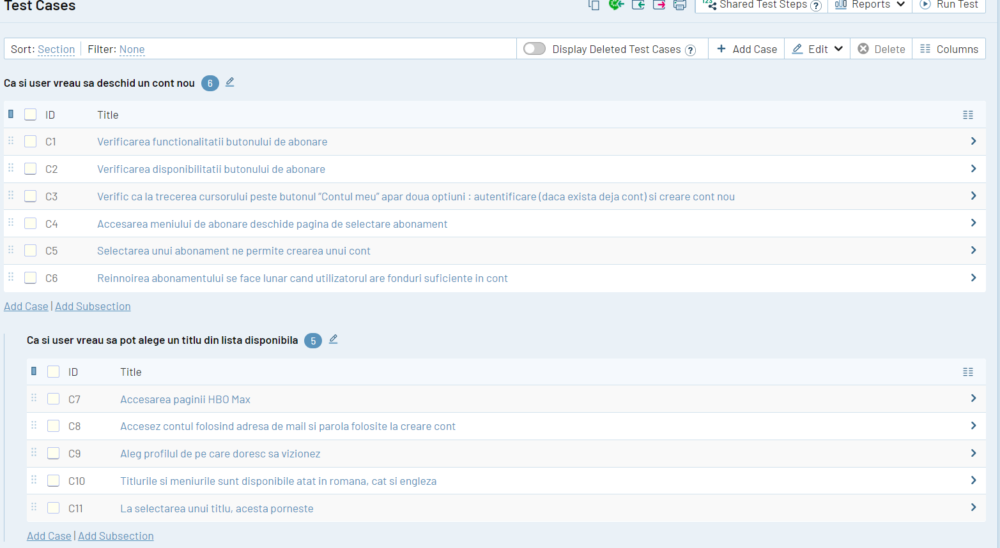 Test Cases
123 Shared Test Steps ? Reports Run Test
Sort: Section Filter: None Display Deleted Test Cases ? Add Case Edit Delete Columns
Ca si user vreau sa deschid un cont nou 6
ID Title
C1 Verificarea functionalitatii butonului de abonare
C2 Verificarea disponibilitatii butonului de abonare
C3 Verific ca la trecerea cursorului peste butonul “Contul meu” apar doua optiuni : autentificare (daca exista deja cont) si creare cont nou
C4 Accesarea meniului de abonare deschide pagina de selectare abonament
C5 Selectarea unui abonament ne permite crearea unui cont
C6 Reinnoirea abonamentului se face lunar cand utilizatorul are fonduri suficiente in cont
Add Case | Add Subsection
Ca si user vreau sa pot alege un titlu din lista disponibila 5
ID Title
C7 Accesarea paginii HBO Max
C8 Accesez contul folosind adresa de mail si parola folosite la creare cont
C9 Aleg profilul de pe care doresc sa vizionez
C10 Titlurile si meniurile sunt disponibile atat in romana, cat si engleza
C11 La selectarea unui titlu, acesta porneste
Add Case | Add Subsection